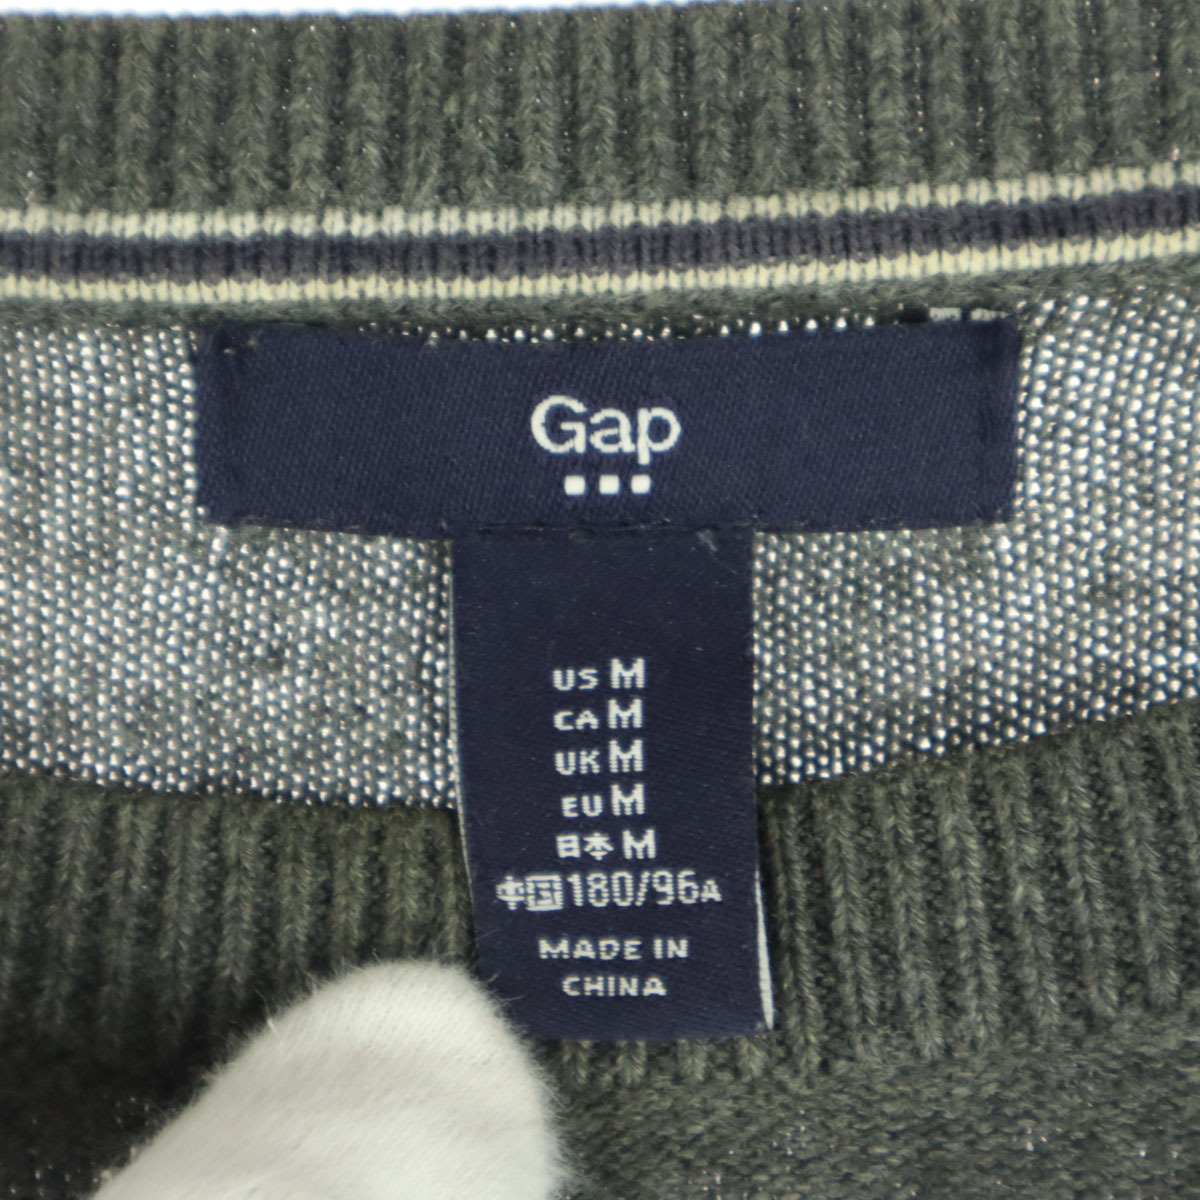 Gap
US M
CA M
UK M
EU M
日本 M
中国 180/96A
MADE IN
CHINA